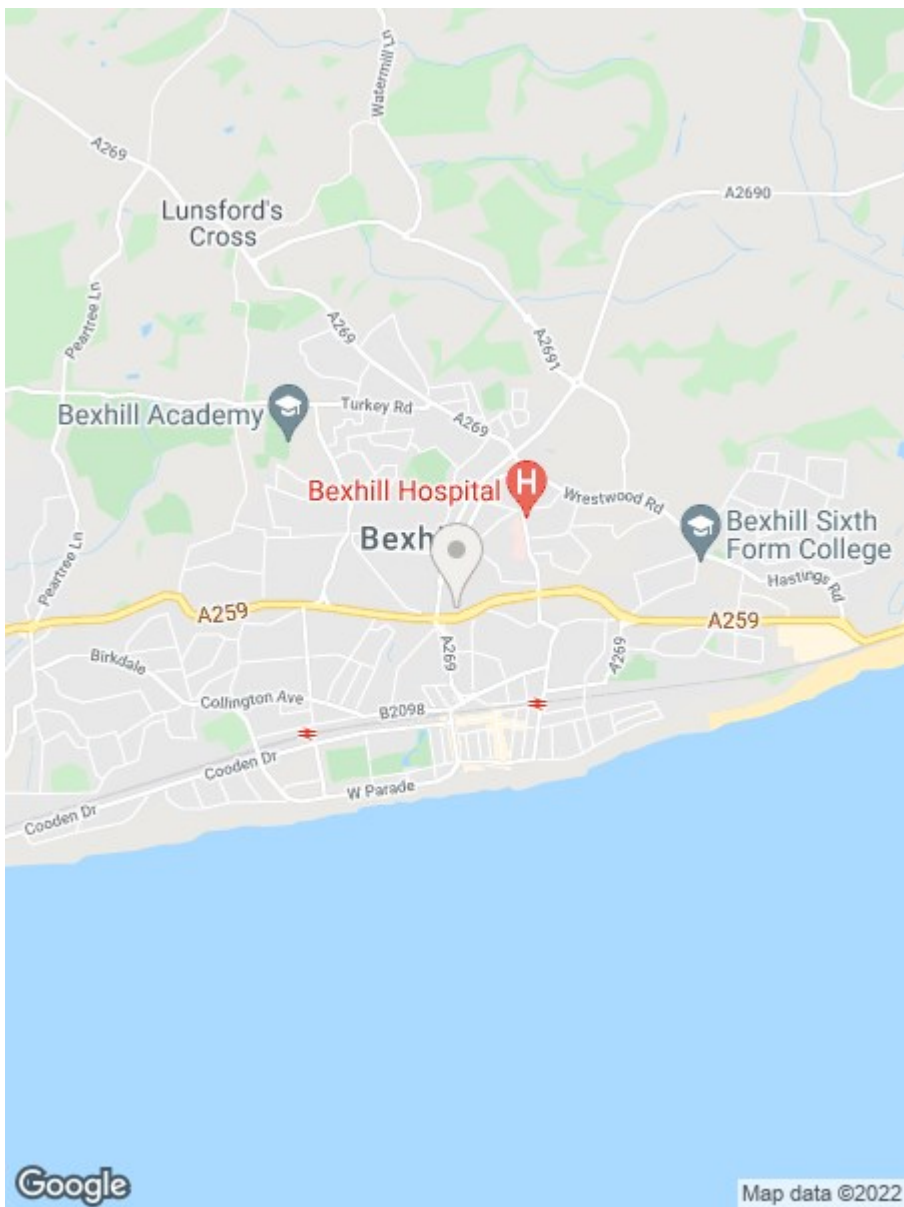 Watermill Ln
A269
A2690
Lunsford's
Cross
Peartree Ln
A269
A2691
Turkey Rd
Bexhill Academy
A269
Bexhill Hospital
H
Wrestwood Rd
Bexhill Sixth
Form College
Bexhi
Peartree Ln
Hastings Rd
A259
A259
Birkdale
A269
A269
Collington Ave
B2098
Cooden Dr
W Parade
Cooden Dr
Google
Map data ©2022